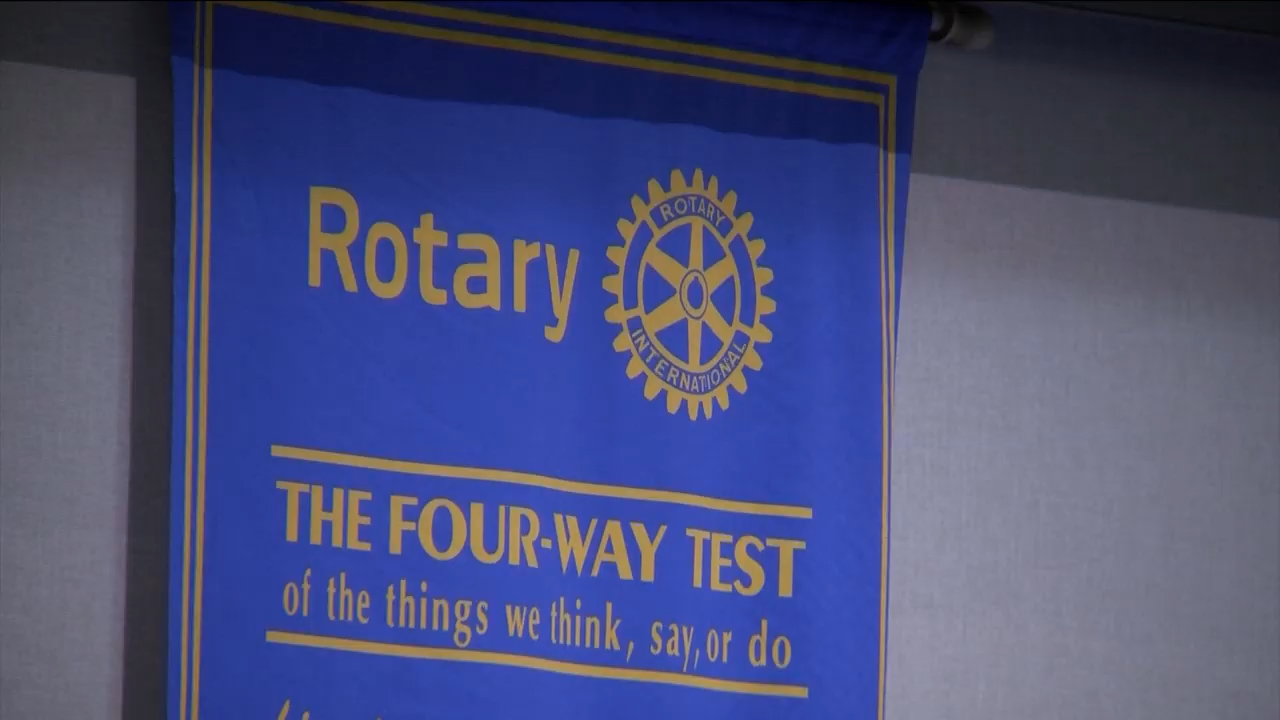 Rotary
ROTARY
INTERNATIONAL
THE FOUR-WAY TEST
of the things we think, say, or do